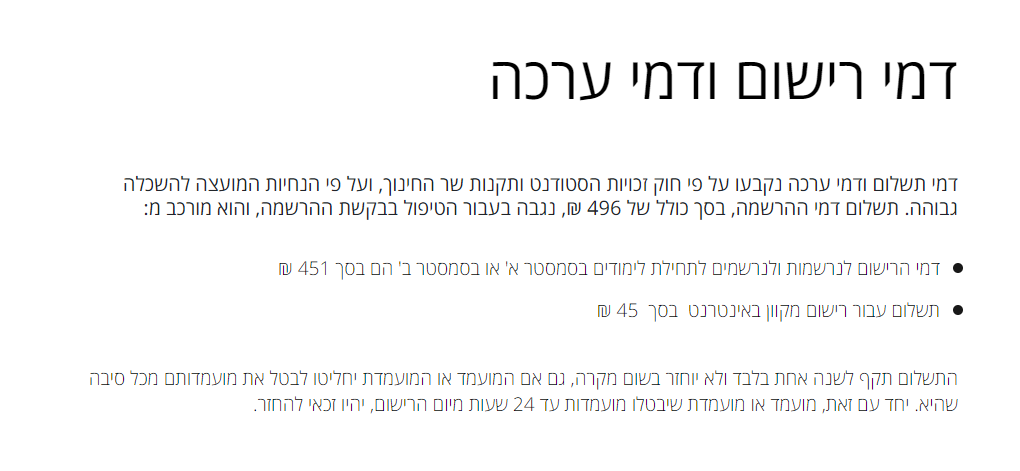 דמי רישום ודמי ערכה
דמי תשלום ודמי ערכה נקבעו על פי חוק זכויות הסטודנט ותקנות שר החינוך, ועל פי הנחיות המועצה להשכלה
גבוהה. תשלום דמי ההרשמה, בסך כולל של 496 ₪, נגבה בעבור הטיפול בבקשת ההרשמה, והוא מורכב מ:
• דמי הרישום לנרשמות ולנרשמים לתחילת לימודים בסמסטר א' או בסמסטר ב' הם בסך 451 ₪
• תשלום עבור רישום מקוון באינטרנט בסך 45 ₪
התשלום תקף לשנה אחת בלבד ולא יוחזר בשום מקרה, גם אם המועמד או המועמדת יחליטו לבטל את מועמדותם מכל סיבה
שהיא. יחד עם זאת, מועמד או מועמדת שיבטלו מועמדות עד 24 שעות מיום הרישום, יהיו זכאי להחזר.